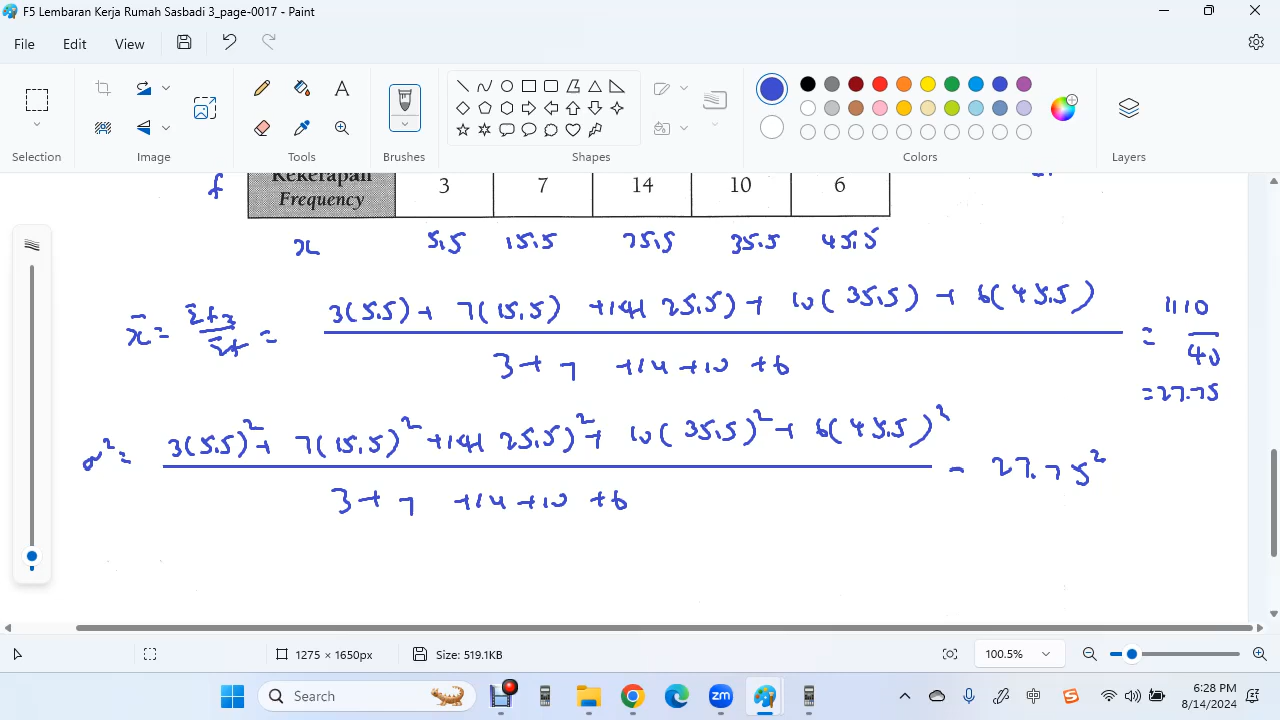 F5 Lembaran Kerja Rumah Sasbadi 3_page-0017 - Paint
File Edit View
Selection Image Tools Brushes Shapes Colors Layers
f Kekerapan 3 7 14 10 6
Frequency
x 5.5 15.5 25.5 35.5 45.5
x̄ = Σfx/Σf = (3(5.5) + 7(15.5) + 14(25.5) + 10(35.5) + 6(45.5)) / (3 + 7 + 14 + 10 + 6) = 1110/40
= 27.75
σ² = (3(5.5)² + 7(15.5)² + 14(25.5)² + 10(35.5)² + 6(45.5)²) / (3 + 7 + 14 + 10 + 6) - 27.75²
1275 × 1650px Size: 519.1KB 100.5%
Search zm 中 S 6:28 PM
8/14/2024